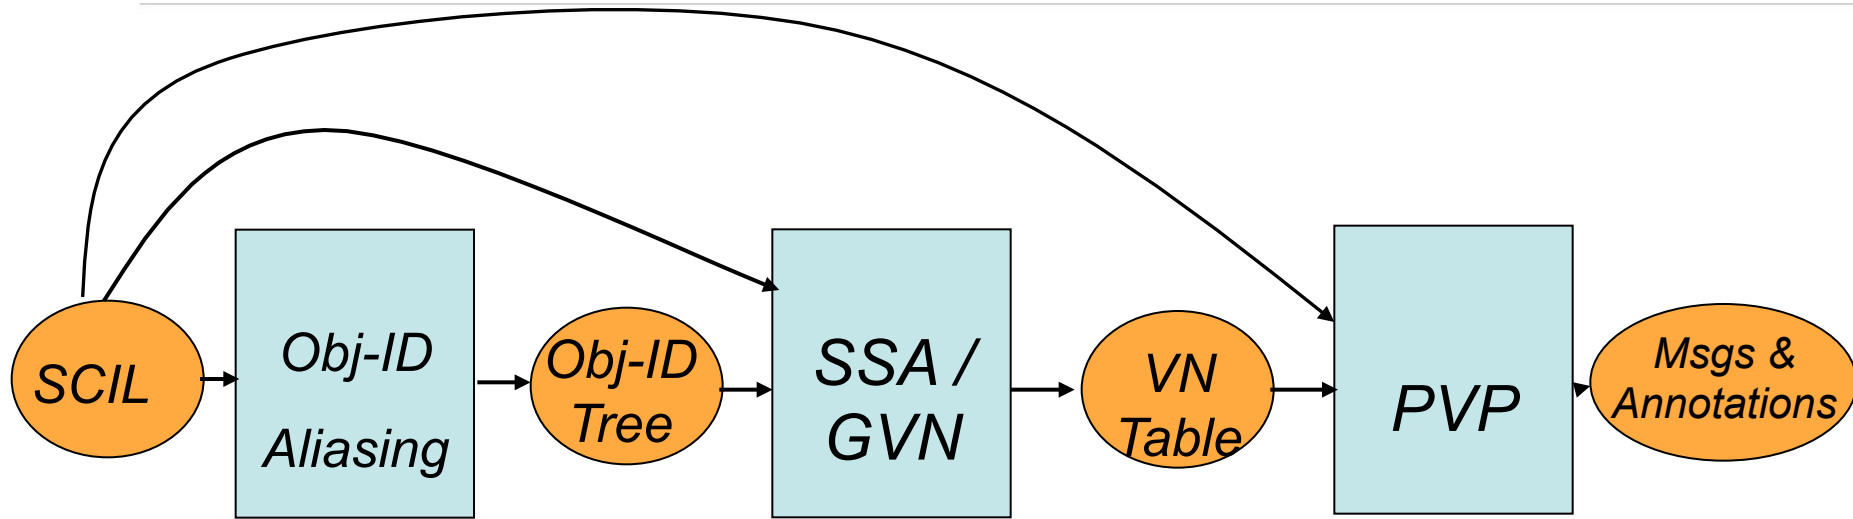 SCIL
Obj-ID
Aliasing
Obj-ID
Tree
SSA /
GVN
VN
Table
PVP
Msgs &
Annotations